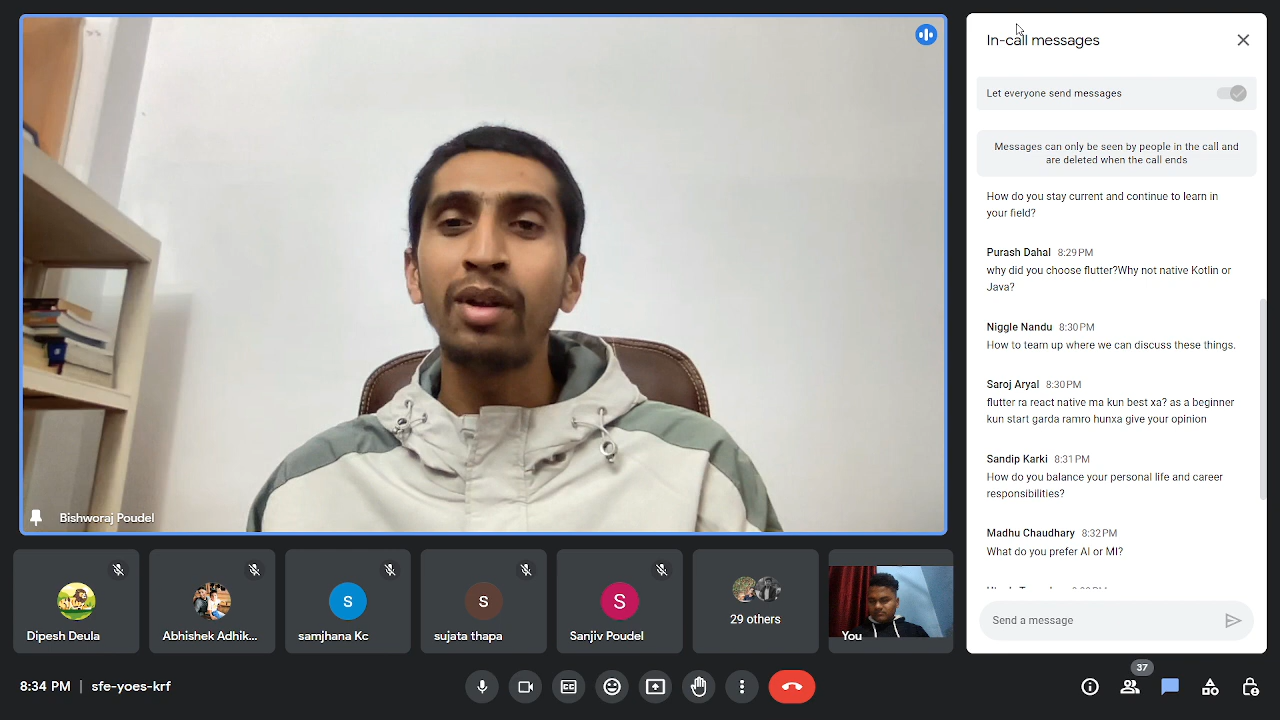 In-call messages
Let everyone send messages
Messages can only be seen by people in the call and
are deleted when the call ends
How do you stay current and continue to learn in
your field?
Purash Dahal 8:29 PM
why did you choose flutter?Why not native Kotlin or
Java?
Niggle Nandu 8:30 PM
How to team up where we can discuss these things.
Saroj Aryal 8:30 PM
flutter ra react native ma kun best xa? as a beginner
kun start garda ramro hunxa give your opinion
Sandip Karki 8:31 PM
How do you balance your personal life and career
responsibilities?
Madhu Chaudhary 8:32 PM
What do you prefer AI or MI?
Send a message
Bishworaj Poudel
Dipesh Deula
Abhishek Adhik...
S
samjhana Kc
S
sujata thapa
S
Sanjiv Poudel
29 others
You
8:34 PM | sfe-yoes-krf
37